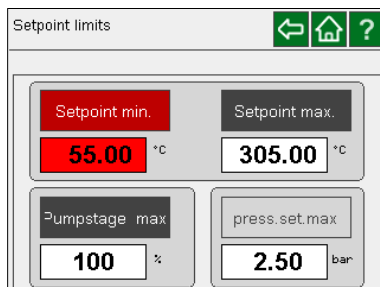 Setpoint limits ?
Setpoint min. Setpoint max.
55.00 °C 305.00 °C
Pumpstage max press.set.max
100 % 2.50 bar